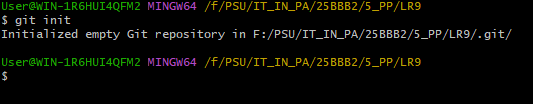 User@WIN-1R6HUI4QFM2 MINGW64 /f/PSU/IT_IN_PA/25BBB2/5_PP/LR9
$ git init
Initialized empty Git repository in F:/PSU/IT_IN_PA/25BBB2/5_PP/LR9/.git/
User@WIN-1R6HUI4QFM2 MINGW64 /f/PSU/IT_IN_PA/25BBB2/5_PP/LR9
$